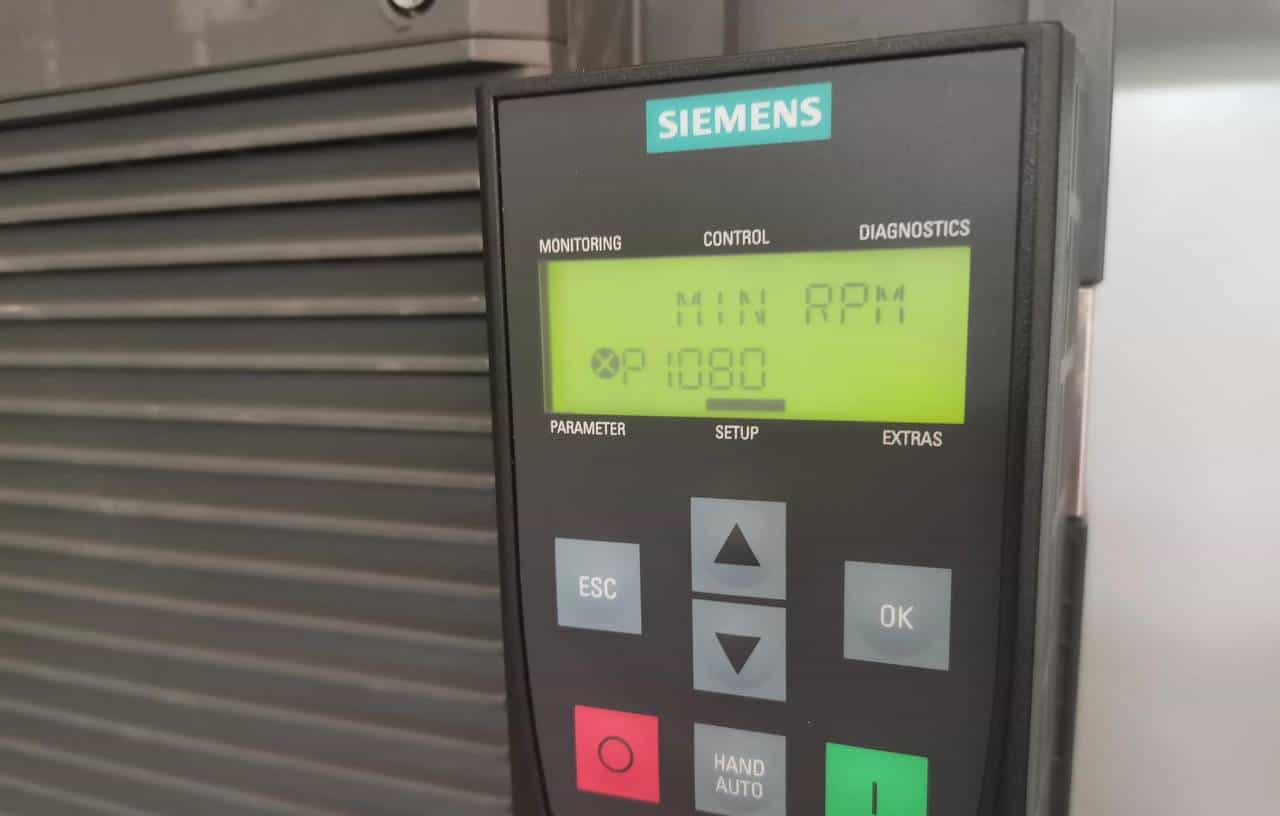 SIEMENS
MONITORING CONTROL DIAGNOSTICS
MIN RPM
P1080
PARAMETER SETUP EXTRAS
ESC
OK
HAND
AUTO